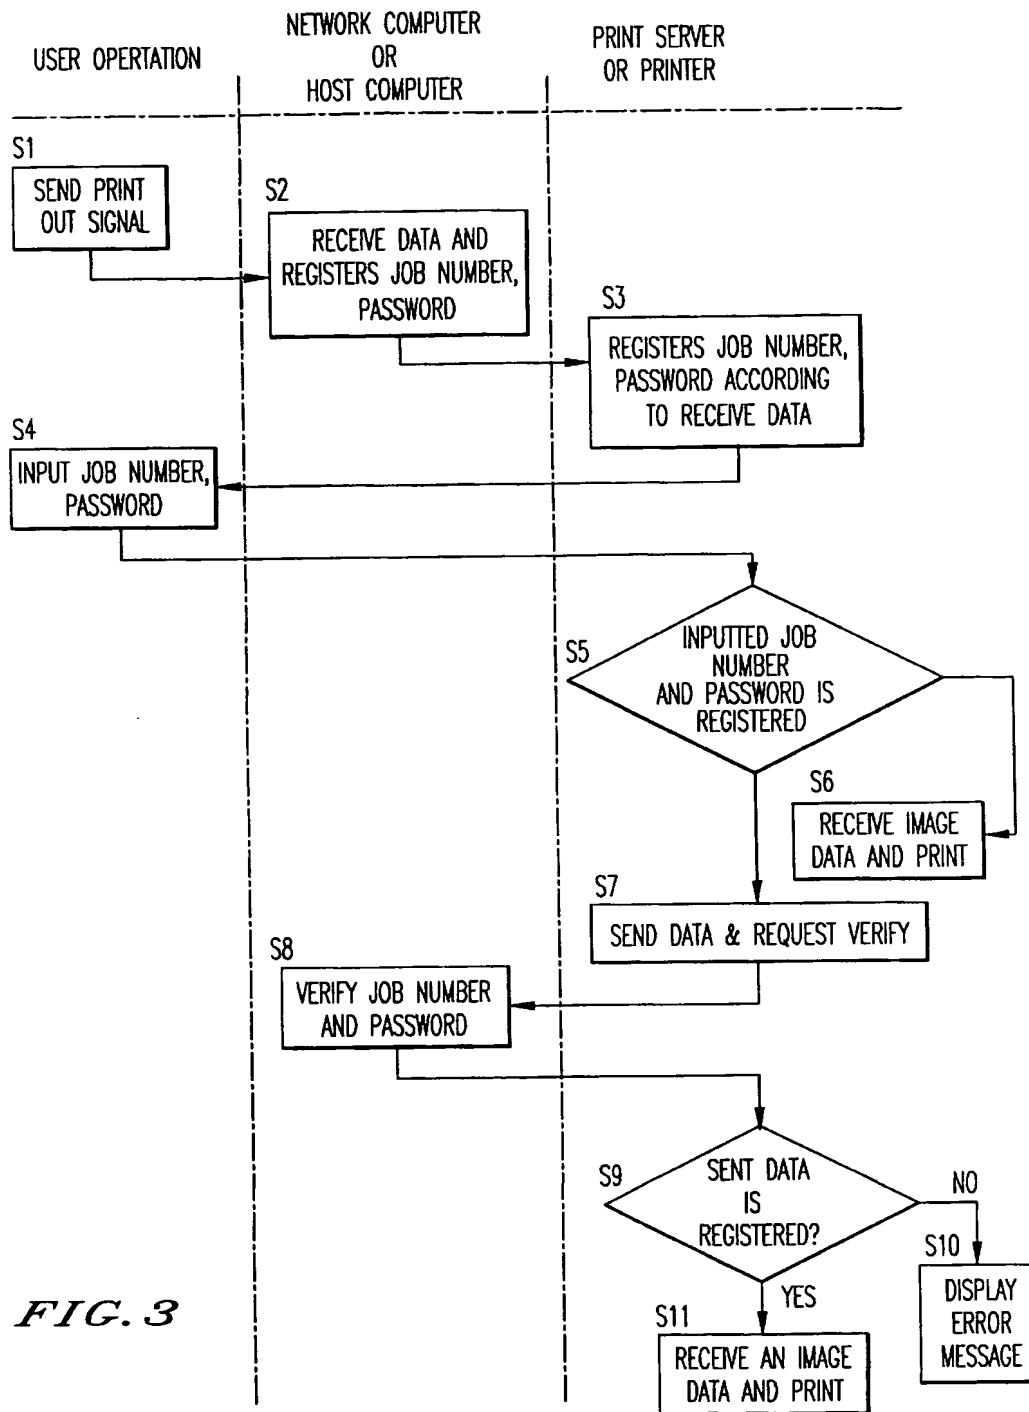 USER OPERTATION
NETWORK COMPUTER
OR
HOST COMPUTER
PRINT SERVER
OR PRINTER
S1
SEND PRINT
OUT SIGNAL
S2
RECEIVE DATA AND
REGISTERS JOB NUMBER,
PASSWORD
S3
REGISTERS JOB NUMBER,
PASSWORD ACCORDING
TO RECEIVE DATA
S4
INPUT JOB NUMBER,
PASSWORD
S5
INPUTTED JOB
NUMBER
AND PASSWORD IS
REGISTERED
S6
RECEIVE IMAGE
DATA AND PRINT
S7
SEND DATA & REQUEST VERIFY
S8
VERIFY JOB NUMBER
AND PASSWORD
S9
SENT DATA
IS
REGISTERED?
NO
S10
DISPLAY
ERROR
MESSAGE
YES
S11
RECEIVE AN IMAGE
DATA AND PRINT
FIG. 3